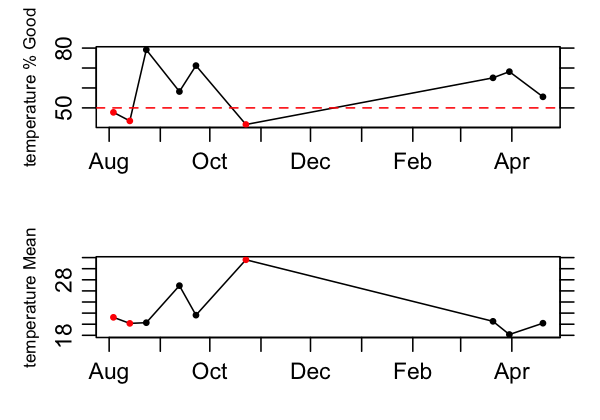 temperature % Good
80
50
Aug Oct Dec Feb Apr
temperature Mean
28
18
Aug Oct Dec Feb Apr